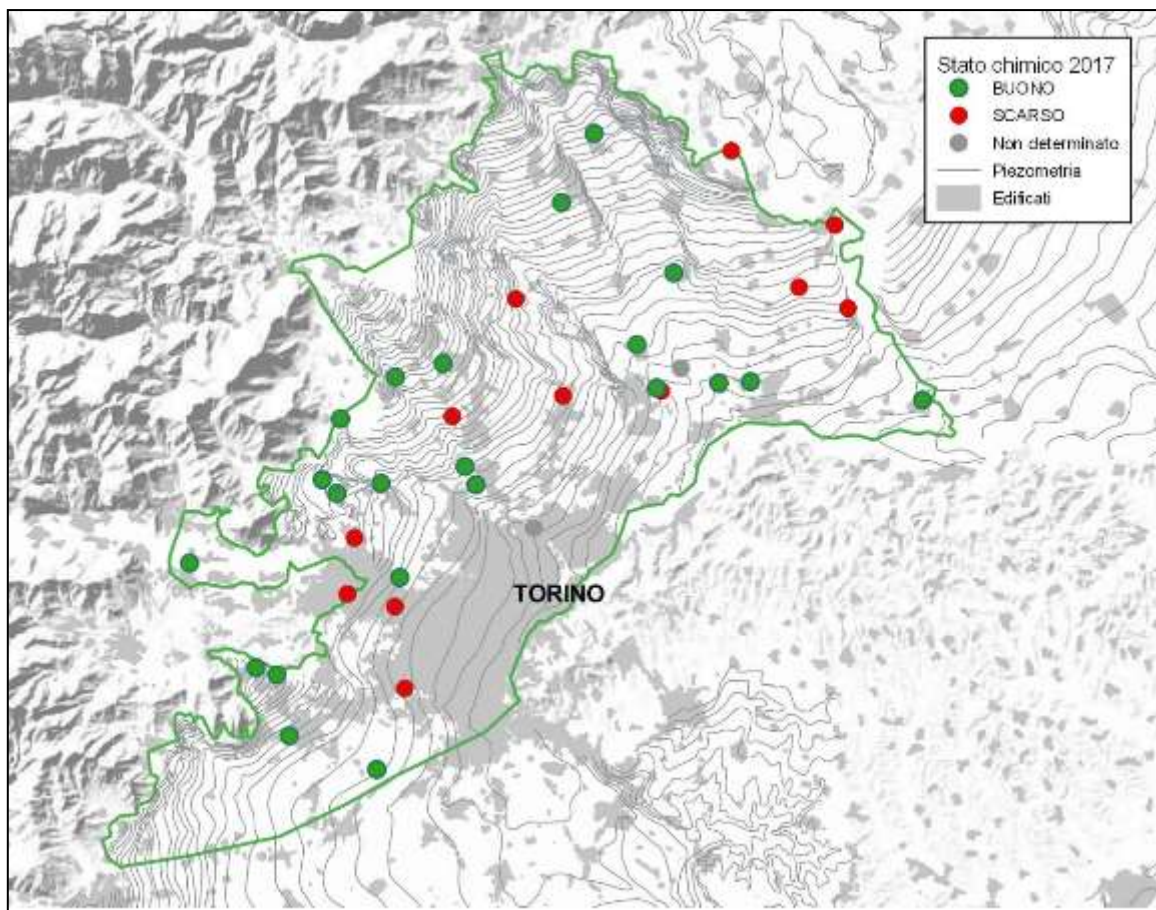 Stato chimico 2017
BUONO
SCARSO
Non determinato
Piezometria
Edificati
TORINO